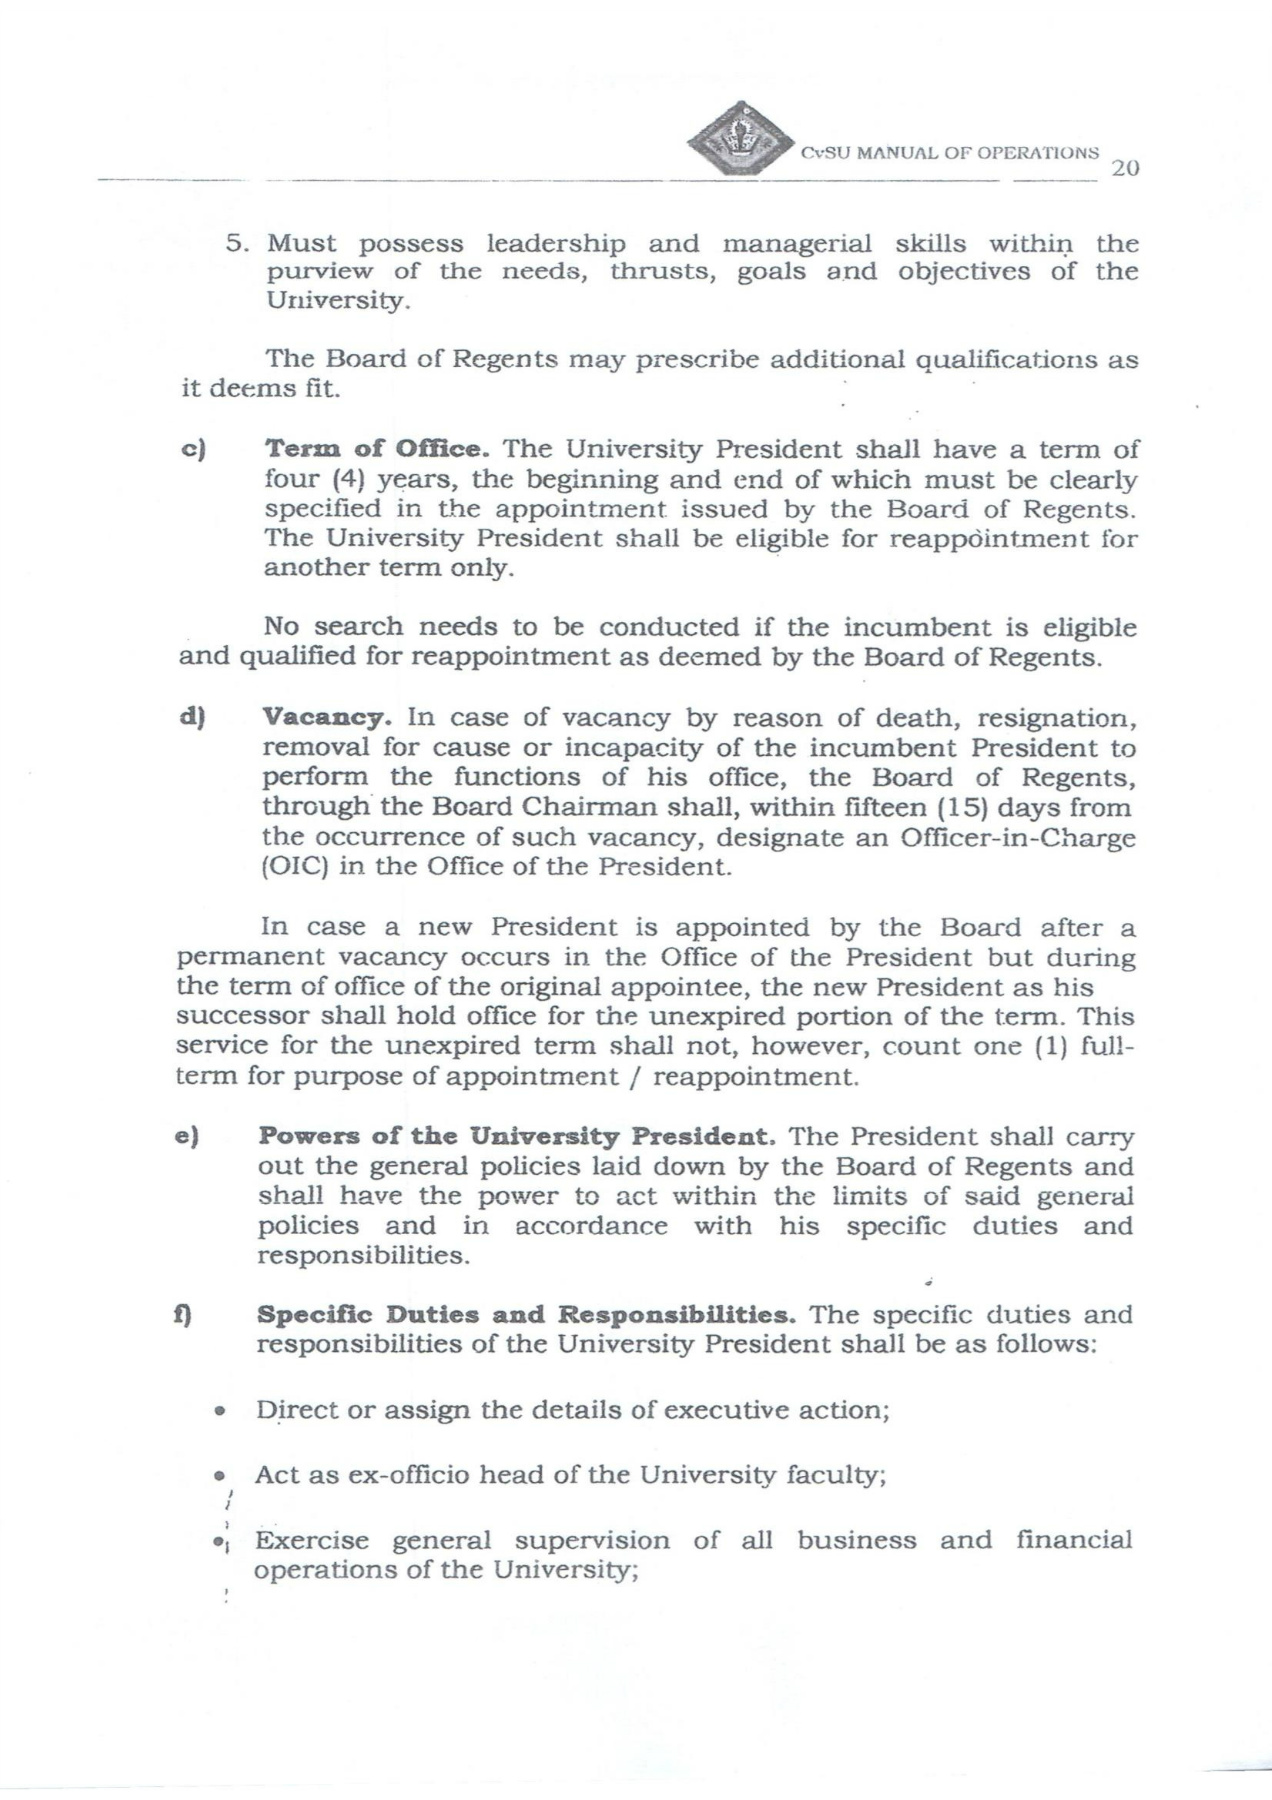 CvSU MANUAL OF OPERATIONS
20
5. Must possess leadership and managerial skills within the
purview of the needs, thrusts, goals and objectives of the
University.
The Board of Regents may prescribe additional qualifications as
it deems fit.
c) Term of Office. The University President shall have a term of
four (4) years, the beginning and end of which must be clearly
specified in the appointment issued by the Board of Regents.
The University President shall be eligible for reappointment for
another term only.
No search needs to be conducted if the incumbent is eligible
and qualified for reappointment as deemed by the Board of Regents.
d) Vacancy. In case of vacancy by reason of death, resignation,
removal for cause or incapacity of the incumbent President to
perform the functions of his office, the Board of Regents,
through the Board Chairman shall, within fifteen (15) days from
the occurrence of such vacancy, designate an Officer-in-Charge
(OIC) in the Office of the President.
In case a new President is appointed by the Board after a
permanent vacancy occurs in the Office of the President but during
the term of office of the original appointee, the new President as his
successor shall hold office for the unexpired portion of the term. This
service for the unexpired term shall not, however, count one (1) full-
term for purpose of appointment / reappointment.
e) Powers of the University President. The President shall carry
out the general policies laid down by the Board of Regents and
shall have the power to act within the limits of said general
policies and in accordance with his specific duties and
responsibilities.
f) Specific Duties and Responsibilities. The specific duties and
responsibilities of the University President shall be as follows:
• Direct or assign the details of executive action;
• Act as ex-officio head of the University faculty;
• Exercise general supervision of all business and financial
operations of the University;